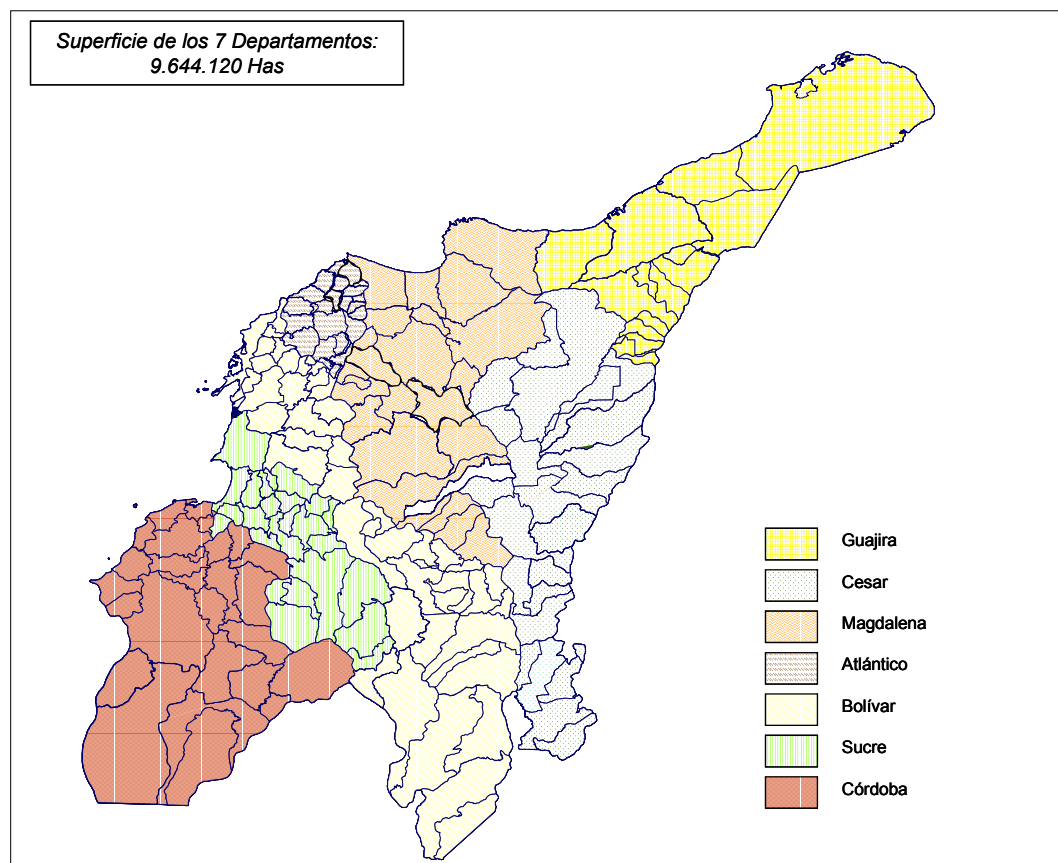 Superficie de los 7 Departamentos:
9.644.120 Has
Guajira
Cesar
Magdalena
Atlántico
Bolívar
Sucre
Córdoba